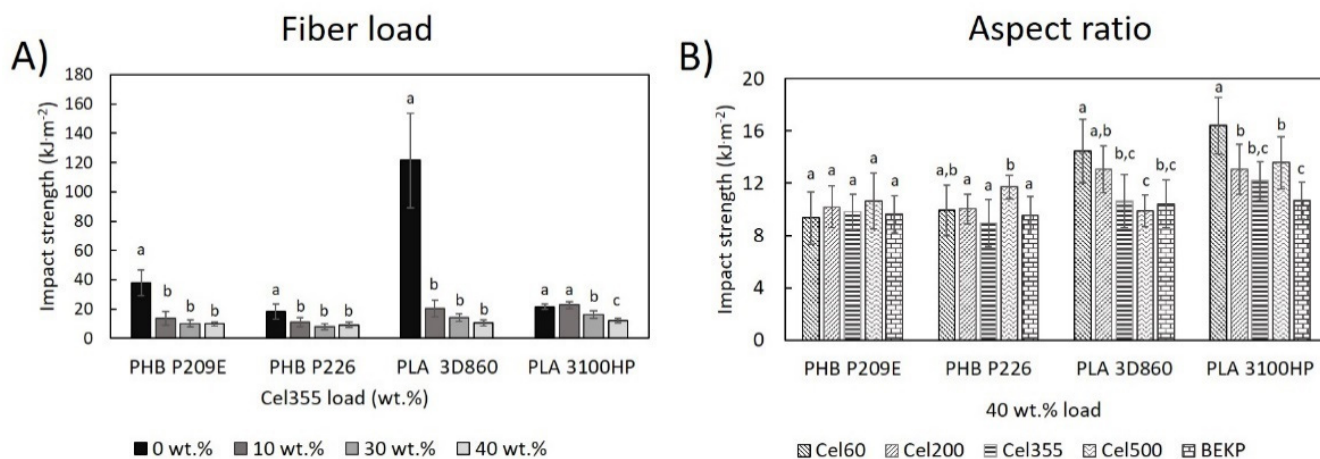 Fiber load
A)
Impact strength (kJ·m⁻²)
180
160
140
120
100
80
60
40
20
0
a
b
b
b
a
b
b
b
a
b
b
b
a
a
b
c
PHB P209E PHB P226 PLA 3D860 PLA 3100HP
Cel355 load (wt.%)
0 wt.% 10 wt.% 30 wt.% 40 wt.%
Aspect ratio
B)
Impact strength (kJ·m⁻²)
20
16
12
8
4
0
a
a
a
a
a
a,b
a
a
b
a
a
a,b
b,c
c
b,c
a
b
b,c
b
c
PHB P209E PHB P226 PLA 3D860 PLA 3100HP
40 wt.% load
Cel60 Cel200 Cel355 Cel500 BEKP